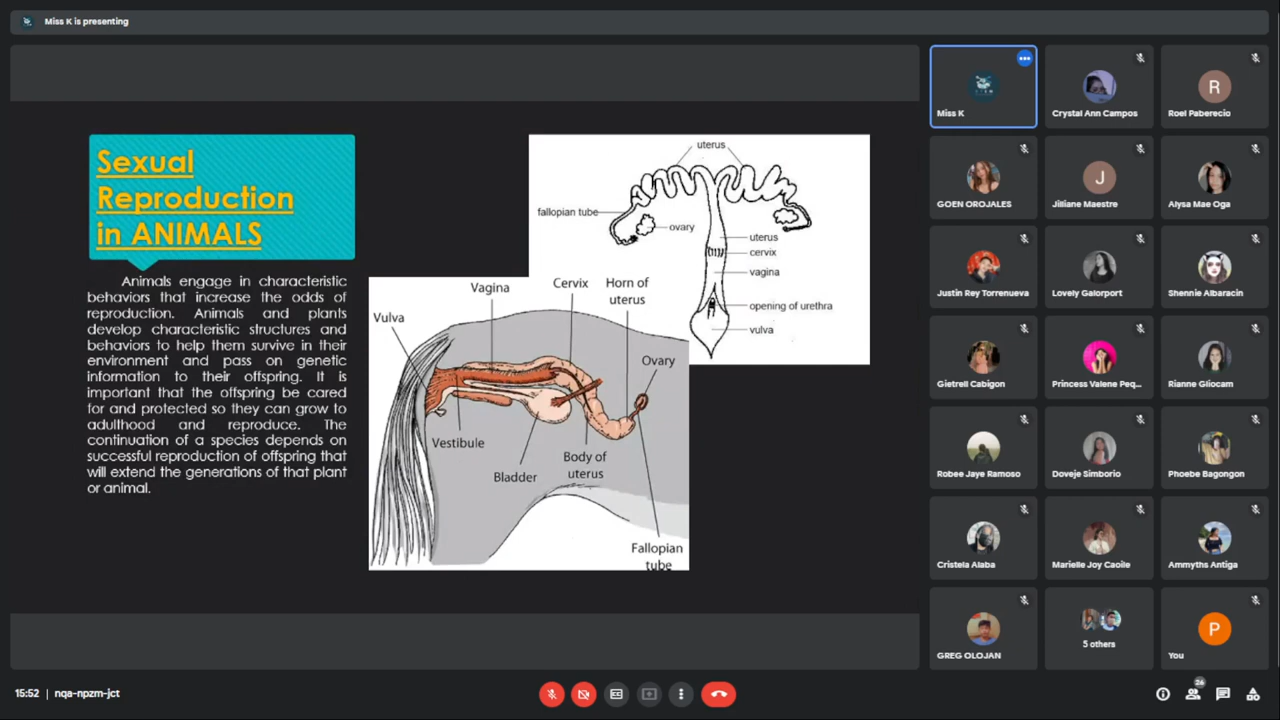 Miss K is presenting
Sexual
Reproduction
in ANIMALS
Animals engage in characteristic
behaviors that increase the odds of
reproduction. Animals and plants
develop characteristic structures and
behaviors to help them survive in their
environment and pass on genetic
information to their offspring. It is
important that the offspring be cared
for and protected so they can grow to
adulthood and reproduce. The
continuation of a species depends on
successful reproduction of offspring that
will extend the generations of that plant
or animal.
uterus
fallopian tube
ovary
uterus
cervix
vagina
opening of urethra
vulva
Vagina
Cervix
Horn of
uterus
Vulva
Ovary
Vestibule
Bladder
Body of
uterus
Fallopian
tube
Miss K
Crystal Ann Campos
R
Roel Paberecio
GOEN OROJALES
J
Jilliane Maestre
Alysa Mae Oga
Justin Rey Torrenueva
Lovely Galorport
Shennie Albaracin
Gietrell Cabigon
Princess Valene Peq...
Rianne Gliocam
Robee Jaye Ramoso
Doveje Simborio
Phoebe Bagongon
Cristela Alaba
Marielle Joy Caoile
Ammyths Antiga
GREG OLOJAN
5 others
P
You
15:52 | nqa-npzm-jct
26